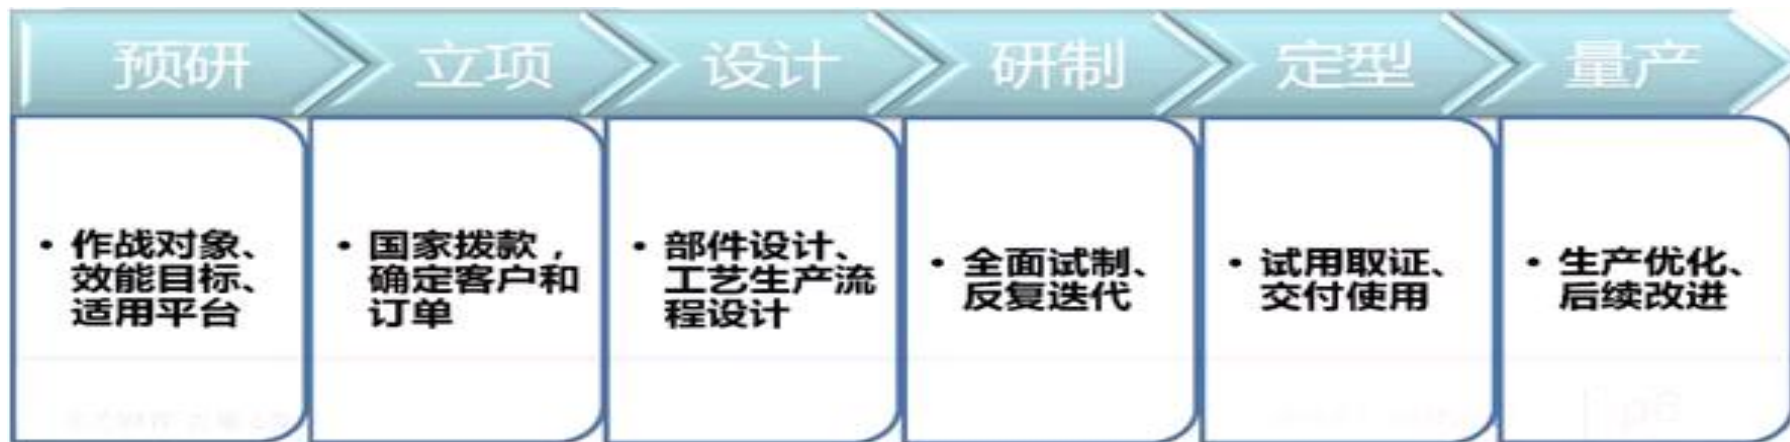 预研
立项
设计
研制
定型
量产
• 作战对象、
效能目标、
适用平台
• 国家拨款，
确定客户和
订单
• 部件设计、
工艺生产流
程设计
• 全面试制、
反复迭代
• 试用取证、
交付使用
• 生产优化、
后续改进